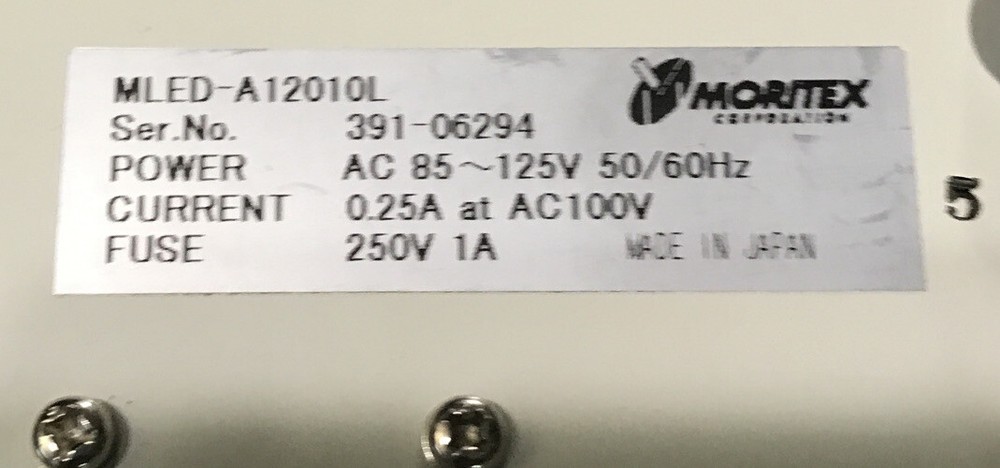 MLED-A12010L
MORITEX
CORPORATION
Ser.No. 391-06294
POWER AC 85～125V 50/60Hz
CURRENT 0.25A at AC100V
FUSE 250V 1A MADE IN JAPAN
5